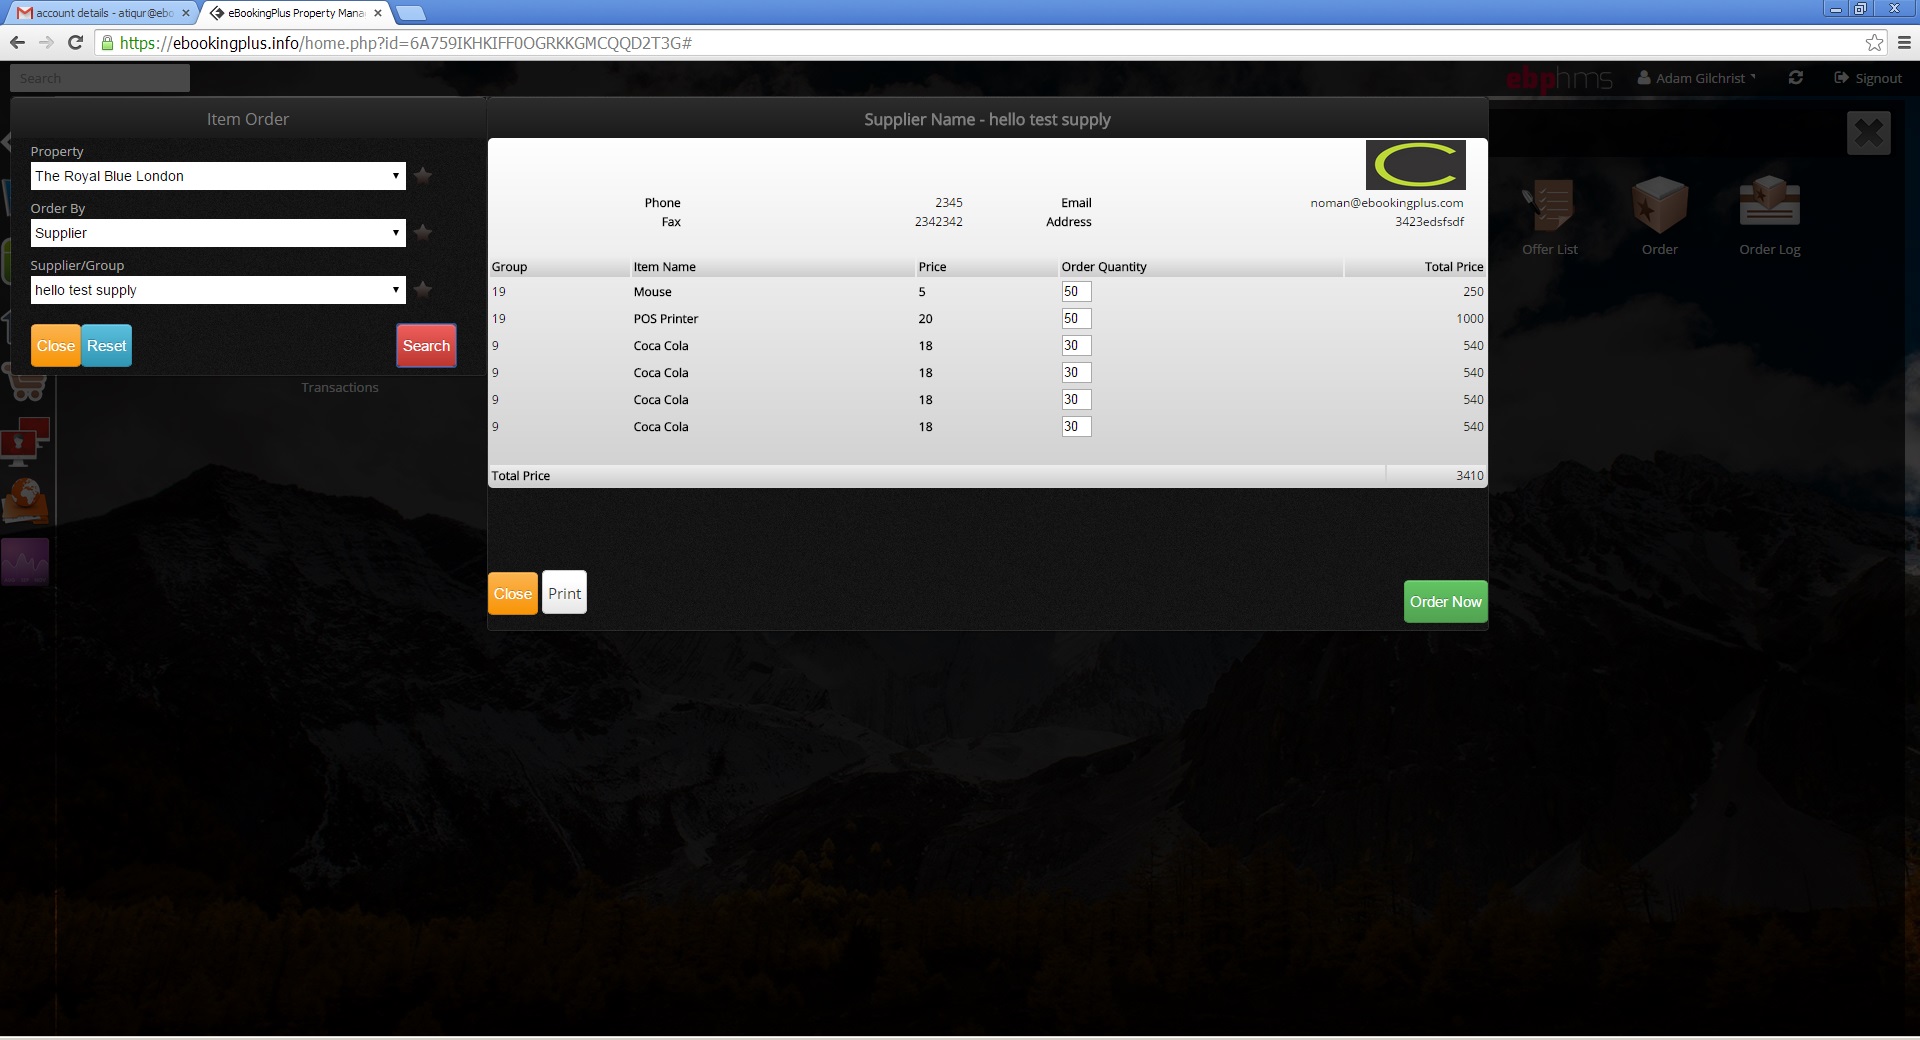 account details - atiqur@ebo
eBookingPlus Property Mana
https://ebookingplus.info/home.php?id=6A759IKHKIFF0OGRKKGMCQQD2T3G#
Search
ebphms
Adam Gilchrist
Signout
Item Order
Supplier Name - hello test supply
Property
The Royal Blue London
Order By
Supplier
Supplier/Group
hello test supply
Close Reset Search
Transactions
Phone 2345 Email noman@ebookingplus.com
Fax 2342342 Address 3423edsfsdf
Group Item Name Price Order Quantity Total Price
19 Mouse 5 50 250
19 POS Printer 20 50 1000
9 Coca Cola 18 30 540
9 Coca Cola 18 30 540
9 Coca Cola 18 30 540
9 Coca Cola 18 30 540
Total Price 3410
Close Print Order Now
Offer List Order Order Log